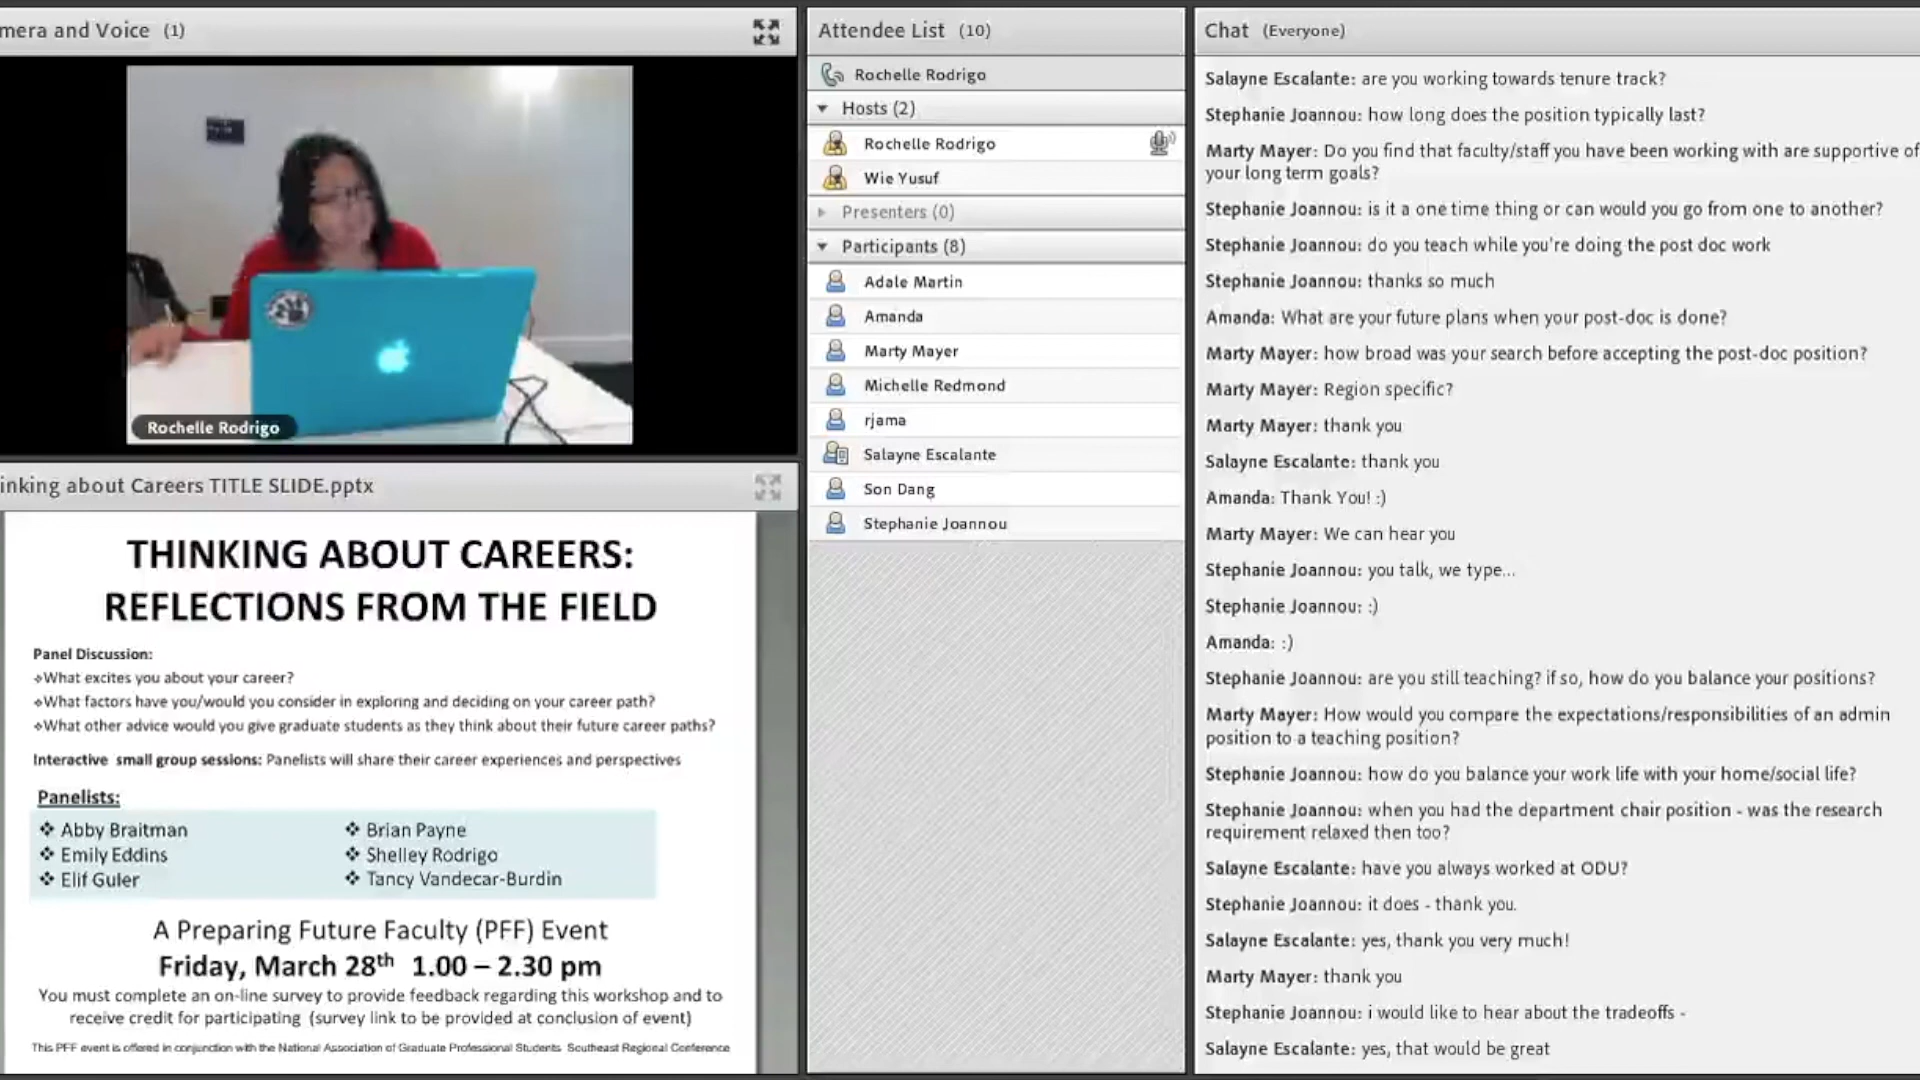 mera and Voice (1)
Rochelle Rodrigo
inking about Careers TITLE SLIDE.pptx
THINKING ABOUT CAREERS:
REFLECTIONS FROM THE FIELD
Panel Discussion:
❖What excites you about your career?
❖What factors have you/would you consider in exploring and deciding on your career path?
❖What other advice would you give graduate students as they think about their future career paths?
Interactive small group sessions: Panelists will share their career experiences and perspectives
Panelists:
❖ Abby Braitman
❖ Emily Eddins
❖ Elif Guler
❖ Brian Payne
❖ Shelley Rodrigo
❖ Tancy Vandecar-Burdin
A Preparing Future Faculty (PFF) Event
Friday, March 28th 1.00 – 2.30 pm
You must complete an on-line survey to provide feedback regarding this workshop and to
receive credit for participating (survey link to be provided at conclusion of event)
This PFF event is offered in conjunction with the National Association of Graduate Professional Students Southeast Regional Conference
Attendee List (10)
Rochelle Rodrigo
Hosts (2)
Rochelle Rodrigo
Wie Yusuf
Presenters (0)
Participants (8)
Adale Martin
Amanda
Marty Mayer
Michelle Redmond
rjama
Salayne Escalante
Son Dang
Stephanie Joannou
Chat (Everyone)
Salayne Escalante: are you working towards tenure track?
Stephanie Joannou: how long does the position typically last?
Marty Mayer: Do you find that faculty/staff you have been working with are supportive of
your long term goals?
Stephanie Joannou: is it a one time thing or can would you go from one to another?
Stephanie Joannou: do you teach while you're doing the post doc work
Stephanie Joannou: thanks so much
Amanda: What are your future plans when your post-doc is done?
Marty Mayer: how broad was your search before accepting the post-doc position?
Marty Mayer: Region specific?
Marty Mayer: thank you
Salayne Escalante: thank you
Amanda: Thank You! :)
Marty Mayer: We can hear you
Stephanie Joannou: you talk, we type...
Stephanie Joannou: :)
Amanda: :)
Stephanie Joannou: are you still teaching? if so, how do you balance your positions?
Marty Mayer: How would you compare the expectations/responsibilities of an admin
position to a teaching position?
Stephanie Joannou: how do you balance your work life with your home/social life?
Stephanie Joannou: when you had the department chair position - was the research
requirement relaxed then too?
Salayne Escalante: have you always worked at ODU?
Stephanie Joannou: it does - thank you.
Salayne Escalante: yes, thank you very much!
Marty Mayer: thank you
Stephanie Joannou: i would like to hear about the tradeoffs -
Salayne Escalante: yes, that would be great